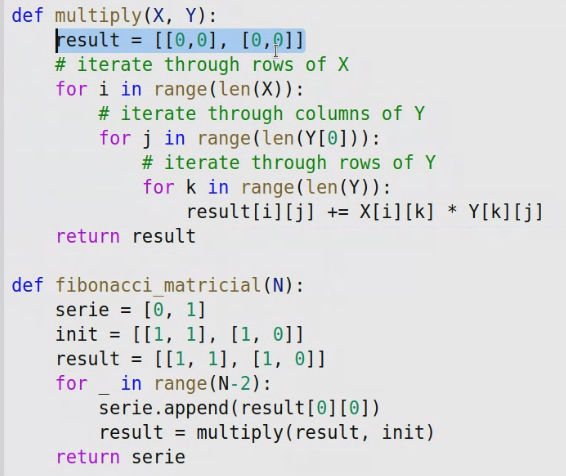 def multiply(X, Y):
    result = [[0,0], [0,0]]
    # iterate through rows of X
    for i in range(len(X)):
        # iterate through columns of Y
        for j in range(len(Y[0])):
            # iterate through rows of Y
            for k in range(len(Y)):
                result[i][j] += X[i][k] * Y[k][j]
    return result

def fibonacci_matricial(N):
    serie = [0, 1]
    init = [[1, 1], [1, 0]]
    result = [[1, 1], [1, 0]]
    for _ in range(N-2):
        serie.append(result[0][0])
        result = multiply(result, init)
    return serie